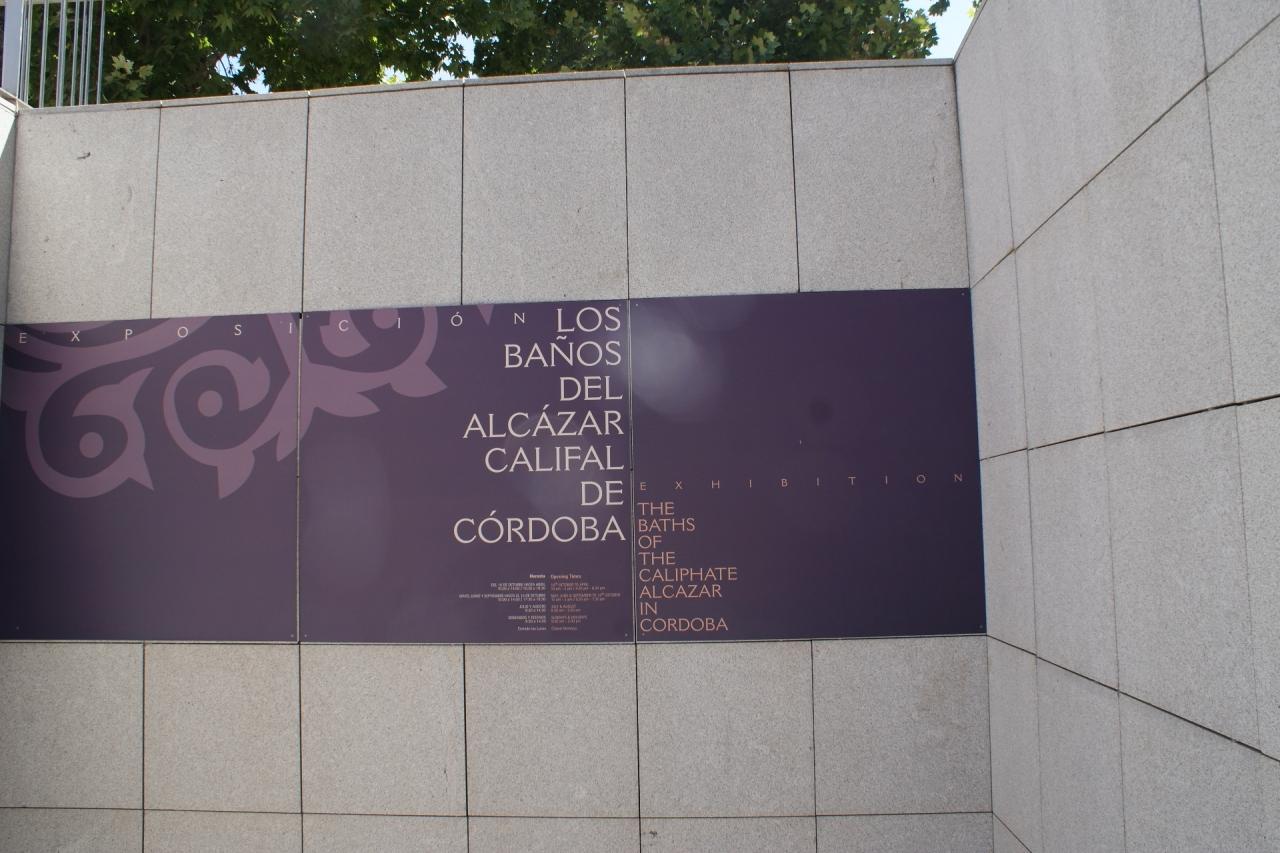 EXPOSICIÓN
LOS
BAÑOS
DEL
ALCÁZAR
CALIFAL
DE
CÓRDOBA
Opening Times
EXHIBITION
THE
BATHS
OF
THE
CALIPHATE
ALCAZAR
IN
CORDOBA